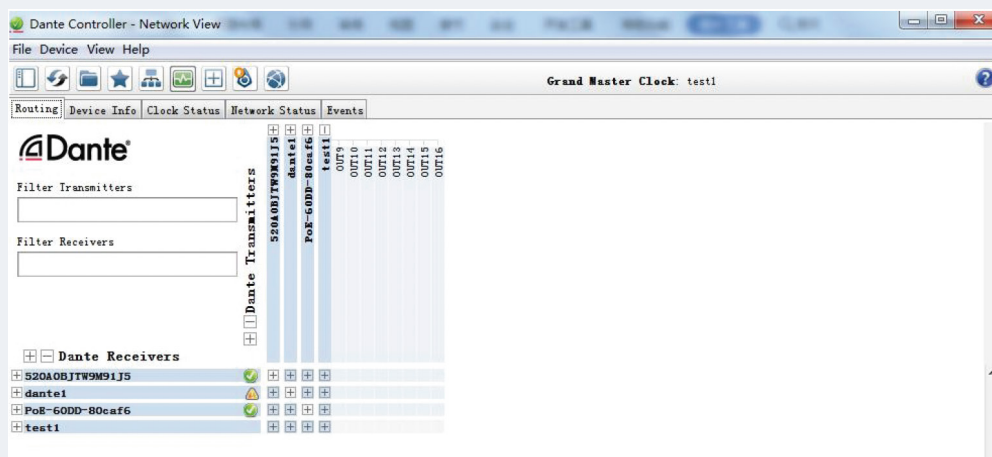 Dante Controller - Network View
File Device View Help
Grand Master Clock: test1
Routing Device Info Clock Status Network Status Events
Dante®
Filter Transmitters
Filter Receivers
Dante Transmitters
520A0BJTW9M91J5
dante1
PoE-60DD-80caf6
test1
OUT9
OUT10
OUT11
OUT12
OUT13
OUT14
OUT15
OUT16
Dante Receivers
520A0BJTW9M91J5
dante1
PoE-60DD-80caf6
test1